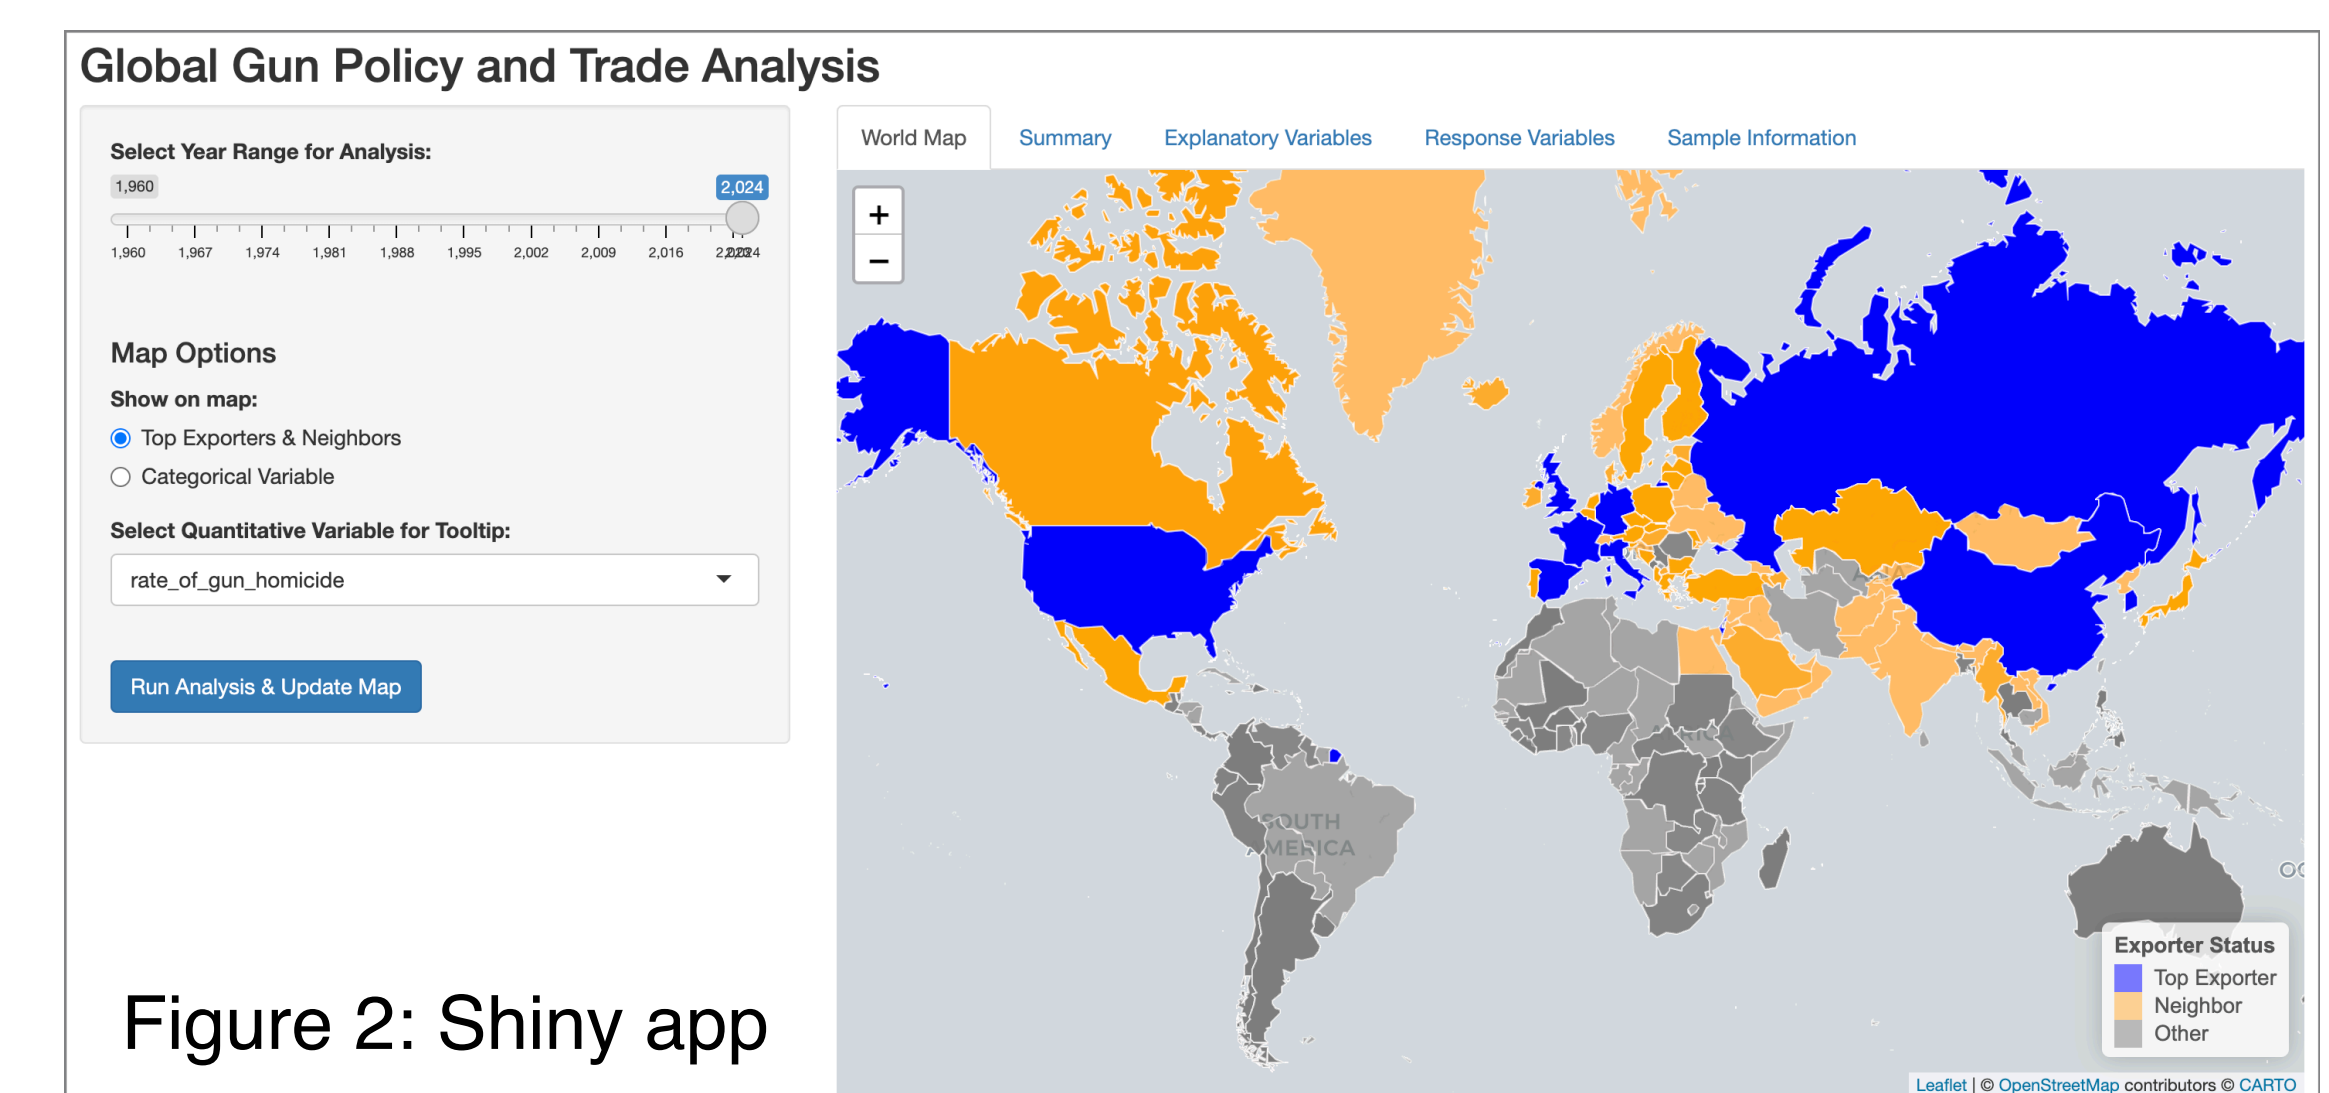 Global Gun Policy and Trade Analysis
Select Year Range for Analysis:
1,960
2,024
1,960 1,967 1,974 1,981 1,988 1,995 2,002 2,009 2,016
Map Options
Show on map:
Top Exporters & Neighbors
Categorical Variable
Select Quantitative Variable for Tooltip:
rate_of_gun_homicide
Run Analysis & Update Map
Figure 2: Shiny app
World Map
Summary
Explanatory Variables
Response Variables
Sample Information
+
−
AFRICA
SOUTH
AMERICA
Exporter Status
Top Exporter
Neighbor
Other
Leaflet | © OpenStreetMap contributors © CARTO